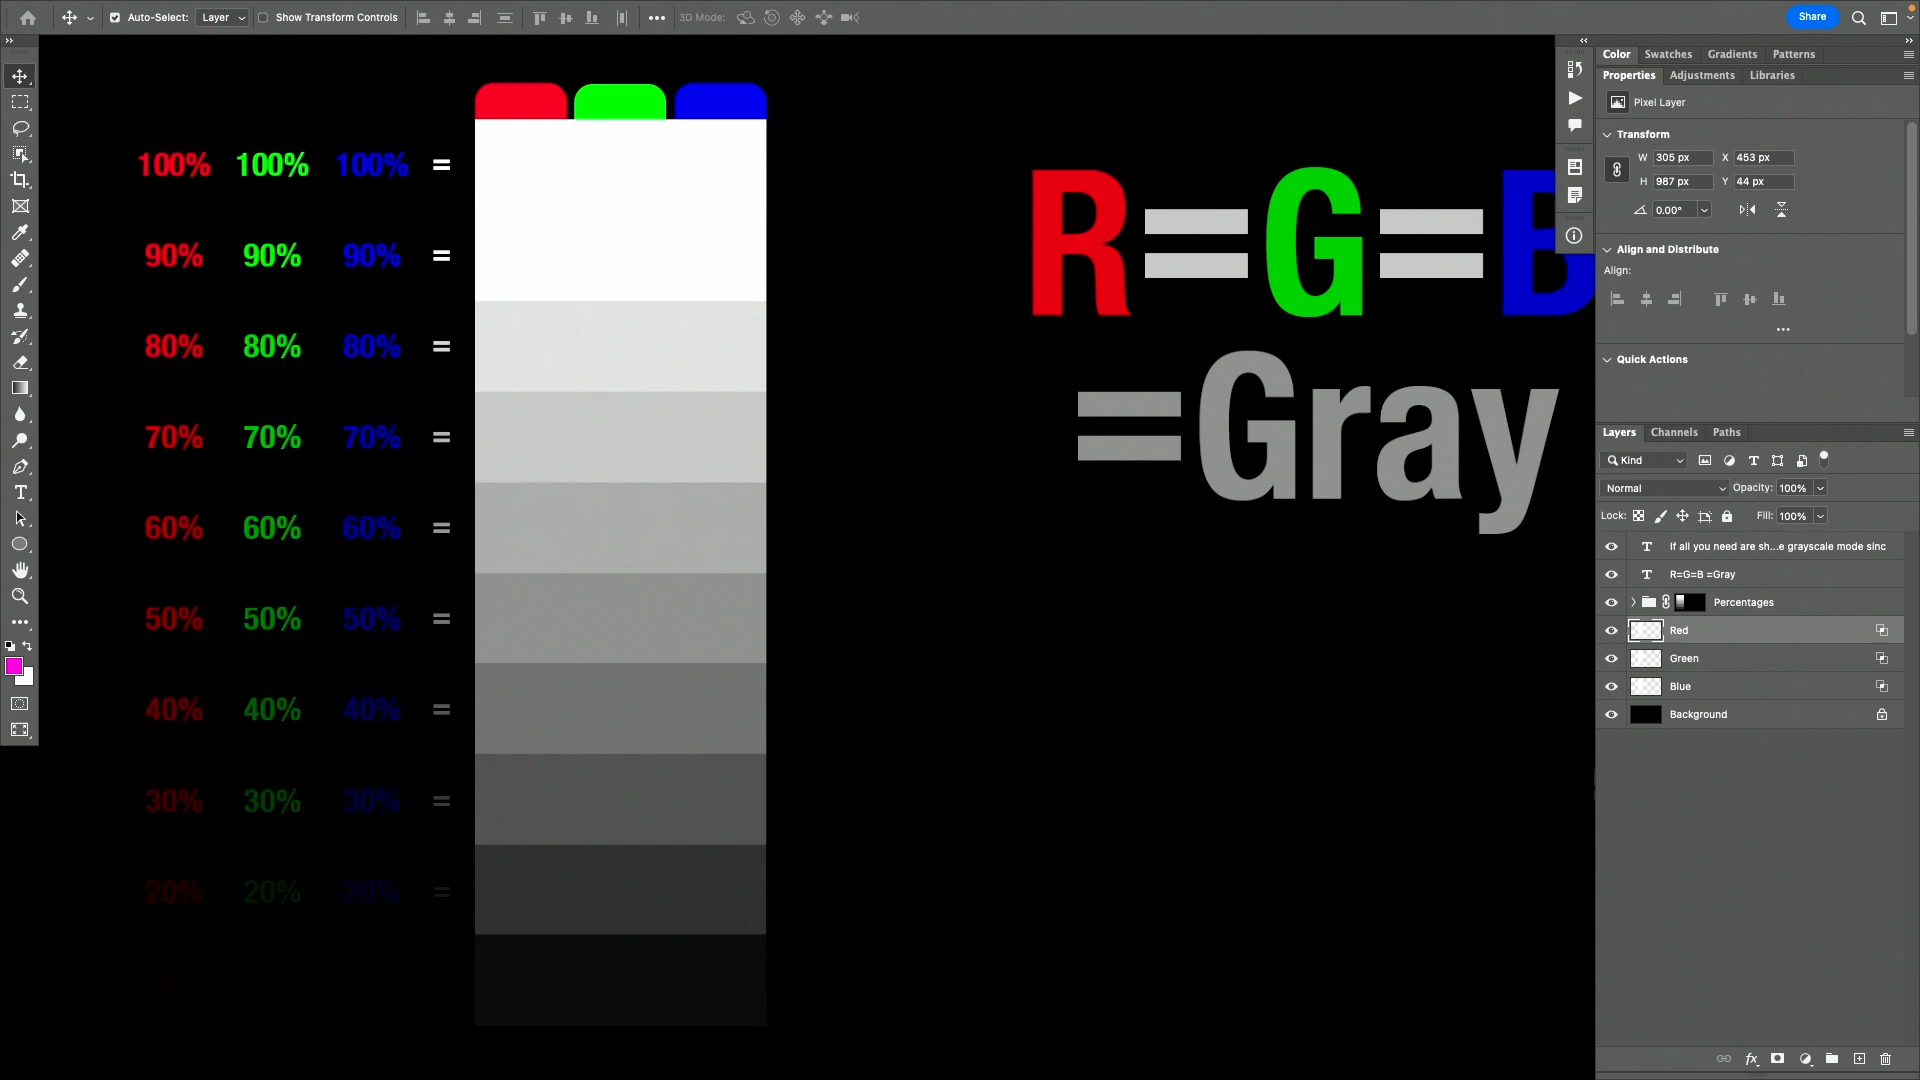 Auto-Select:
Layer
Show Transform Controls
3D Mode:
Share
100% 100% 100% =
90% 90% 90% =
80% 80% 80% =
70% 70% 70% =
60% 60% 60% =
50% 50% 50% =
40% 40% 40% =
30% 30% 30% =
20% 20% 20% =
R=G=B
=Gray
Color Swatches Gradients Patterns
Properties Adjustments Libraries
Pixel Layer
Transform
W 305 px X 453 px
H 987 px Y 44 px
0.00°
Align and Distribute
Align:
Quick Actions
Layers Channels Paths
Kind
Normal Opacity: 100%
Lock: Fill: 100%
If all you need are sh...e grayscale mode sinc
R=G=B =Gray
Percentages
Red
Green
Blue
Background